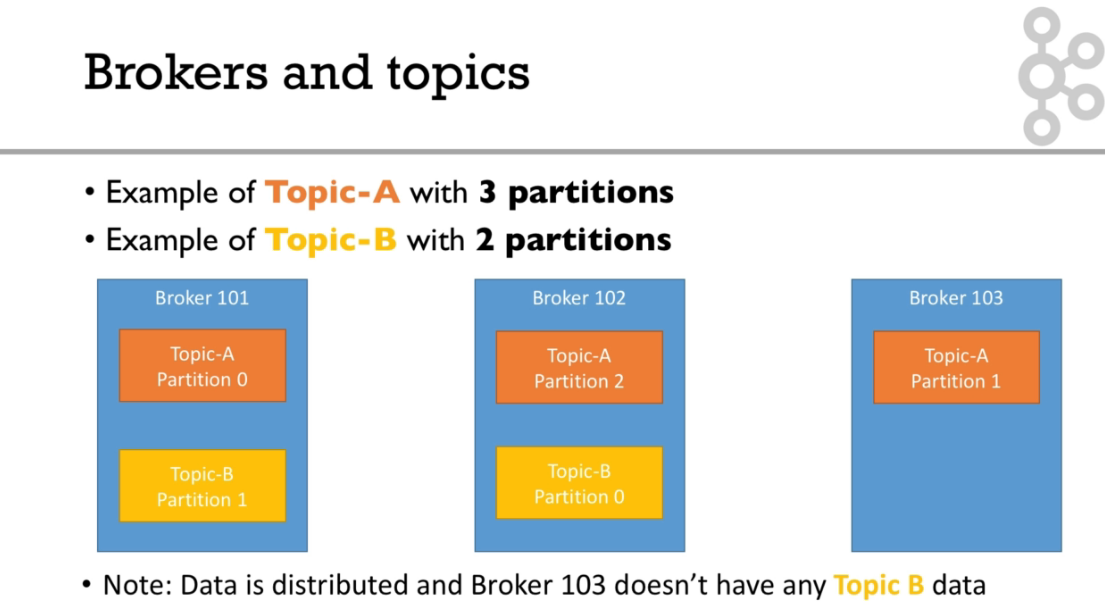 Brokers and topics
• Example of Topic-A with 3 partitions
• Example of Topic-B with 2 partitions
Broker 101
Topic-A
Partition 0
Topic-B
Partition 1
Broker 102
Topic-A
Partition 2
Topic-B
Partition 0
Broker 103
Topic-A
Partition 1
• Note: Data is distributed and Broker 103 doesn't have any Topic B data